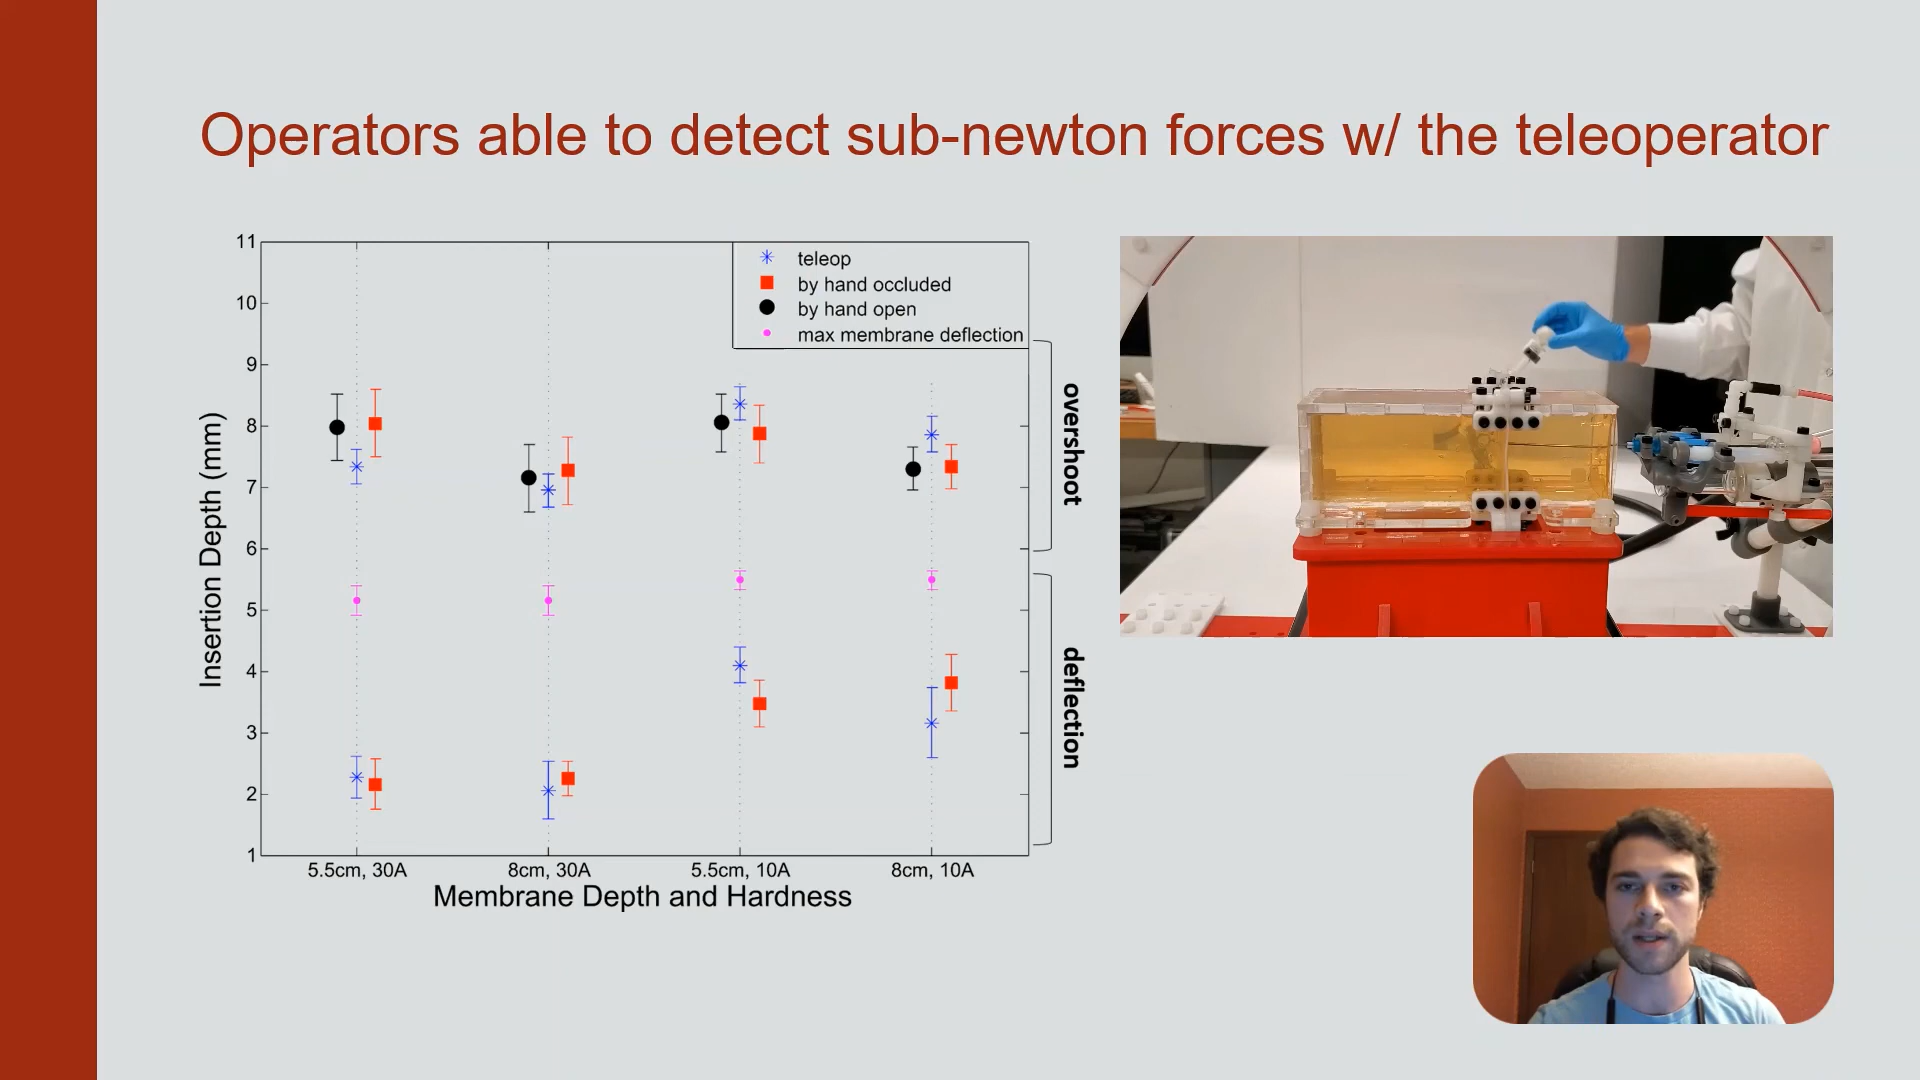 Operators able to detect sub-newton forces w/ the teleoperator
teleop
by hand occluded
by hand open
max membrane deflection
11
10
9
8
7
6
5
4
3
2
1
Insertion Depth (mm)
overshoot
deflection
5.5cm, 30A
8cm, 30A
5.5cm, 10A
8cm, 10A
Membrane Depth and Hardness